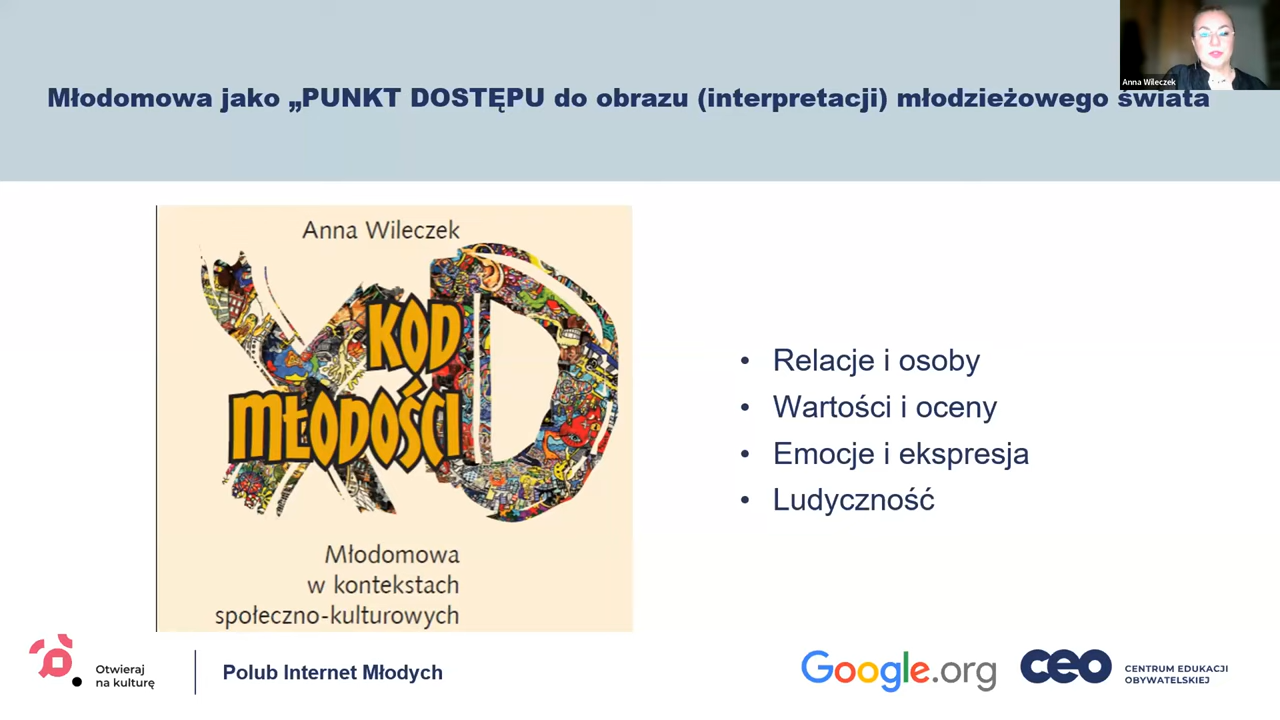 Anna Wileczek
Młodomowa jako „PUNKT DOSTĘPU do obrazu (interpretacji) młodzieżowego świata
Anna Wileczek
XD
KOD
MŁODOŚCI
Młodomowa
w kontekstach
społeczno-kulturowych
• Relacje i osoby
• Wartości i oceny
• Emocje i ekspresja
• Ludyczność
Otwieraj
na kulturę
Polub Internet Młodych
Google.org
ceo
CENTRUM EDUKACJI
OBYWATELSKIEJ